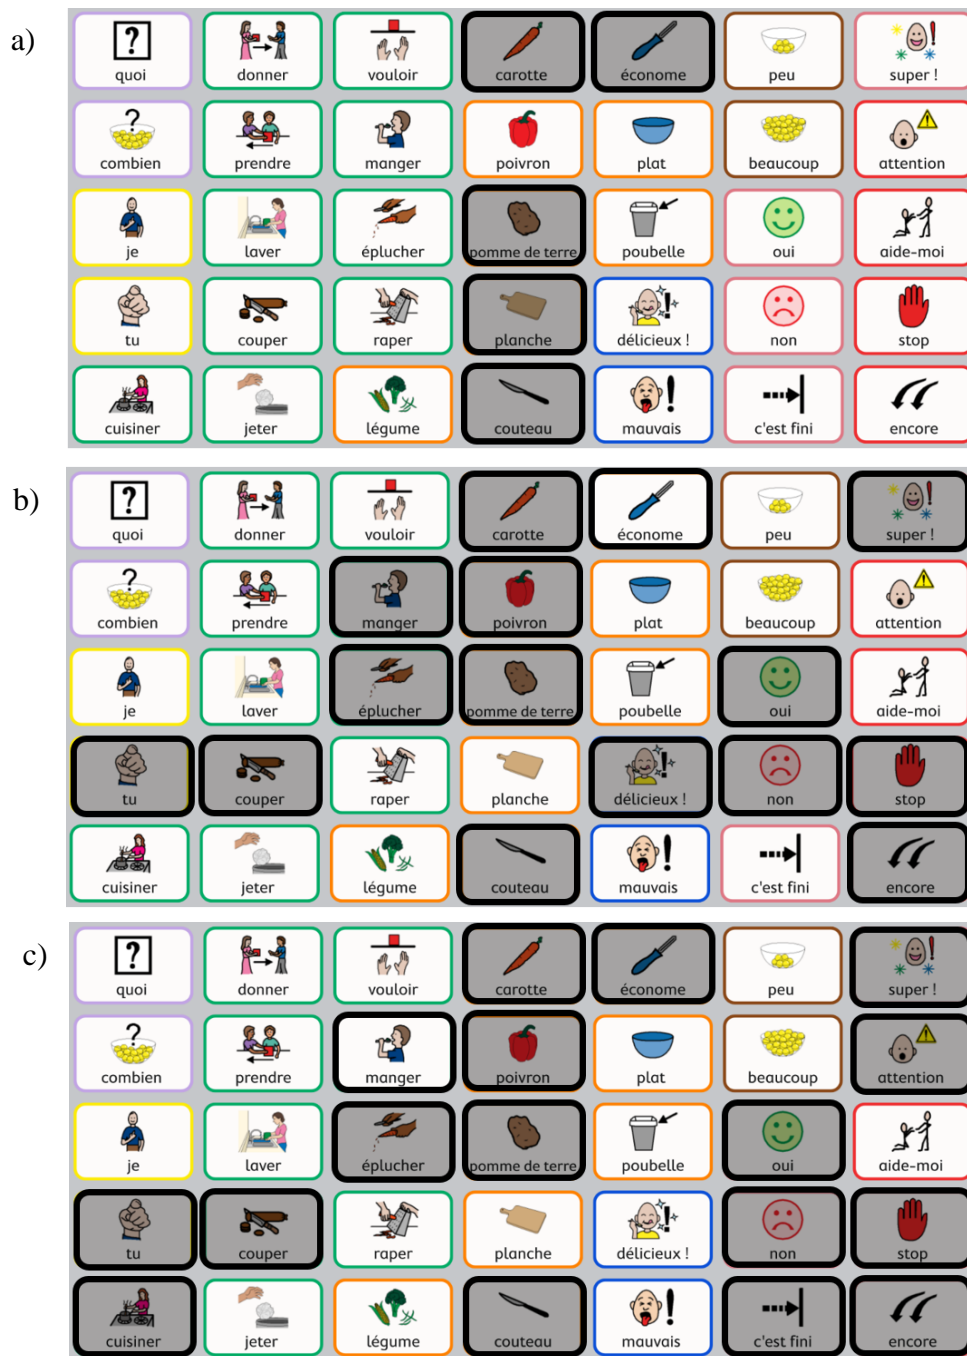 a)
quoi donner vouloir carotte économe peu super !
combien prendre manger poivron plat beaucoup attention
je laver éplucher pomme de terre poubelle oui aide-moi
tu couper raper planche délicieux ! non stop
cuisiner jeter légume couteau mauvais c'est fini encore
b)
quoi donner vouloir carotte économe peu super !
combien prendre manger poivron plat beaucoup attention
je laver éplucher pomme de terre poubelle oui aide-moi
tu couper raper planche délicieux ! non stop
cuisiner jeter légume couteau mauvais c'est fini encore
c)
quoi donner vouloir carotte économe peu super !
combien prendre manger poivron plat beaucoup attention
je laver éplucher pomme de terre poubelle oui aide-moi
tu couper raper planche délicieux ! non stop
cuisiner jeter légume couteau mauvais c'est fini encore